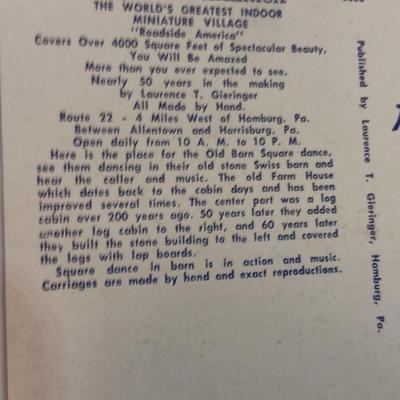 THE WORLD'S GREATEST INDOOR
MINIATURE VILLAGE
"Roadside America"
Covers Over 4000 Square Feet of Spectacular Beauty,
You Will Be Amazed
More than you ever expected to see.
Nearly 50 years in the making
by Laurence T. Gieringer
All Made by Hand.
Route 22 - 4 Miles West of Hamburg, Pa.
Between Allentown and Harrisburg, Pa.
Open daily from 10 A. M. to 10 P. M.
Here is the place for the Old Barn Square dance,
see them dancing in their old stone Swiss barn and
hear the caller and music. The old Farm House
which dates back to the cabin days and has been
improved several times. The center part was a log
cabin over 200 years ago. 50 years later they added
another log cabin to the right, and 60 years later
they built the stone building to the left and covered
the logs with lap boards.
Square dance in barn is in action and music.
Carriages are made by hand and exact reproductions.
Published by Laurence T. Gieringer, Hamburg, Pa.